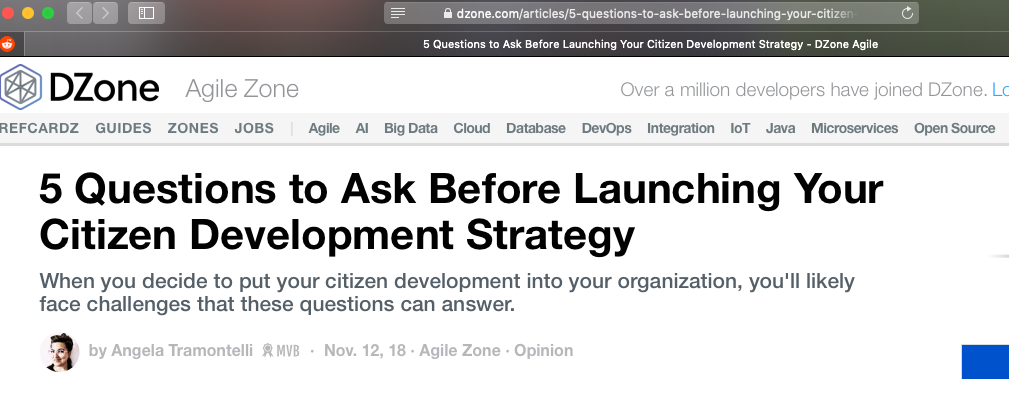 dzone.com/articles/5-questions-to-ask-before-launching-your-citizen-
5 Questions to Ask Before Launching Your Citizen Development Strategy - DZone Agile
DZone Agile Zone Over a million developers have joined DZone. Lo
REFCARDZ GUIDES ZONES JOBS | Agile AI Big Data Cloud Database DevOps Integration IoT Java Microservices Open Source
5 Questions to Ask Before Launching Your
Citizen Development Strategy
When you decide to put your citizen development into your organization, you'll likely
face challenges that these questions can answer.
by Angela Tramontelli MVB · Nov. 12, 18 · Agile Zone · Opinion